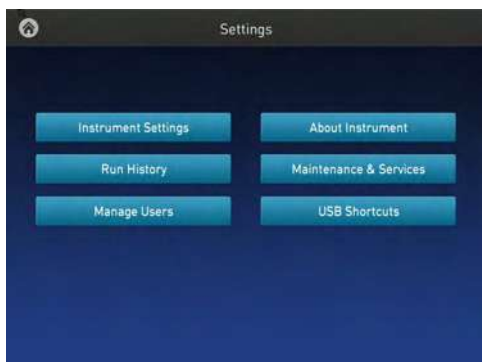 Settings
Instrument Settings
About Instrument
Run History
Maintenance & Services
Manage Users
USB Shortcuts